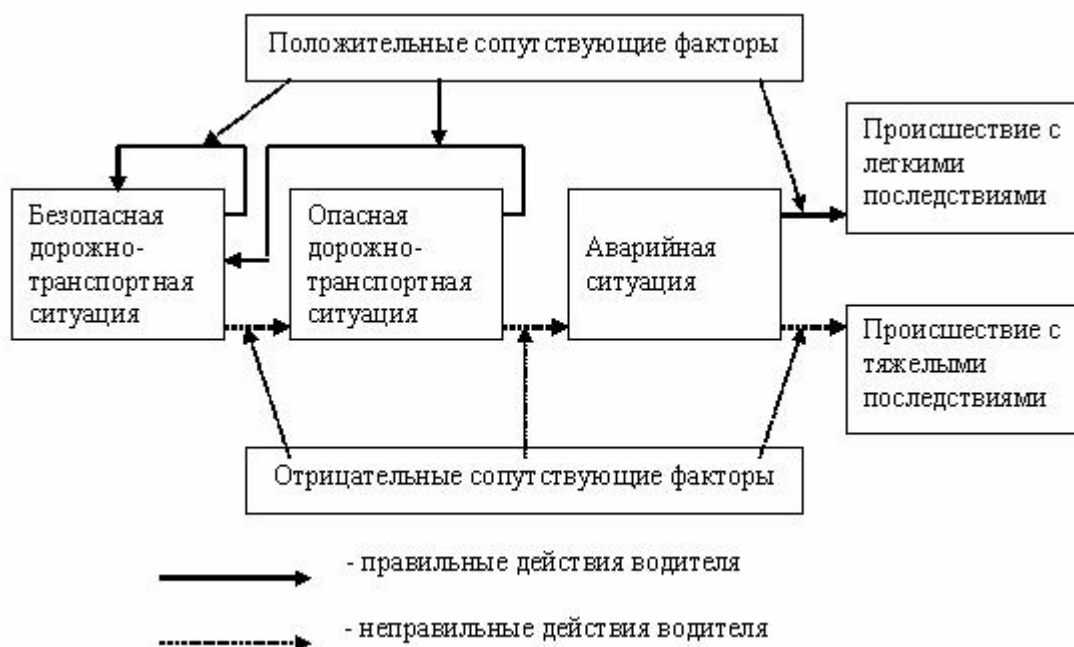 Положительные сопутствующие факторы
Происшествие с
легкими
последствиями
Безопасная
дорожно-
транспортная
ситуация
Опасная
дорожно-
транспортная
ситуация
Аварийная
ситуация
Происшествие с
тяжелыми
последствиями
Отрицательные сопутствующие факторы
- правильные действия водителя
- неправильные действия водителя